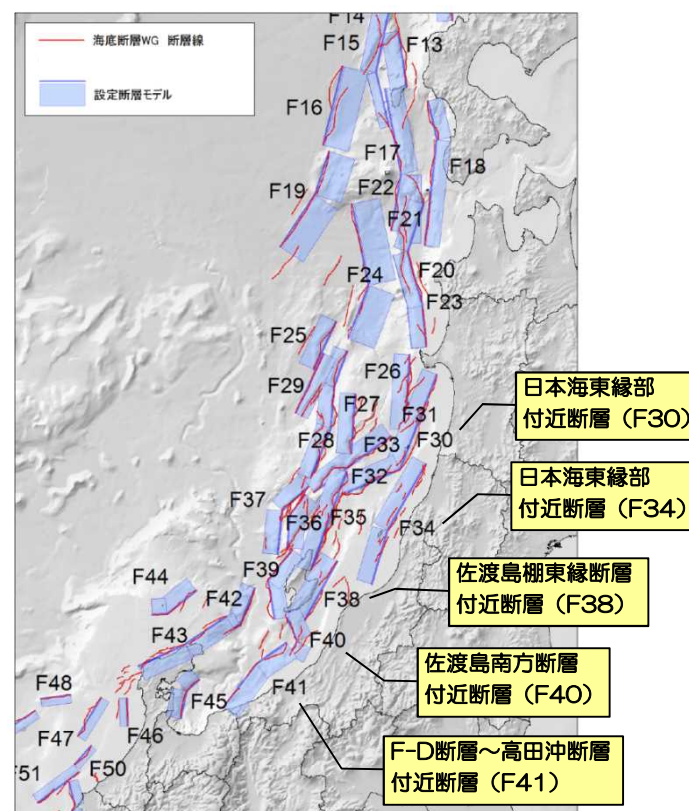 F14
海底断層WG 断層線
F15
F13
設定断層モデル
F16
F17
F18
F22
F19
F21
F24
F20
F23
F25
F26
F29
F27
F31
F28
F33
F30
日本海東縁部
付近断層（F30）
F32
F37
F36
F35
F34
日本海東縁部
付近断層（F34）
F39
F44
F42
F38
佐渡島棚東縁断層
付近断層（F38）
F43
F40
佐渡島南方断層
付近断層（F40）
F48
F45
F41
F47
F46
F-D断層～高田沖断層
付近断層（F41）
F51
F50